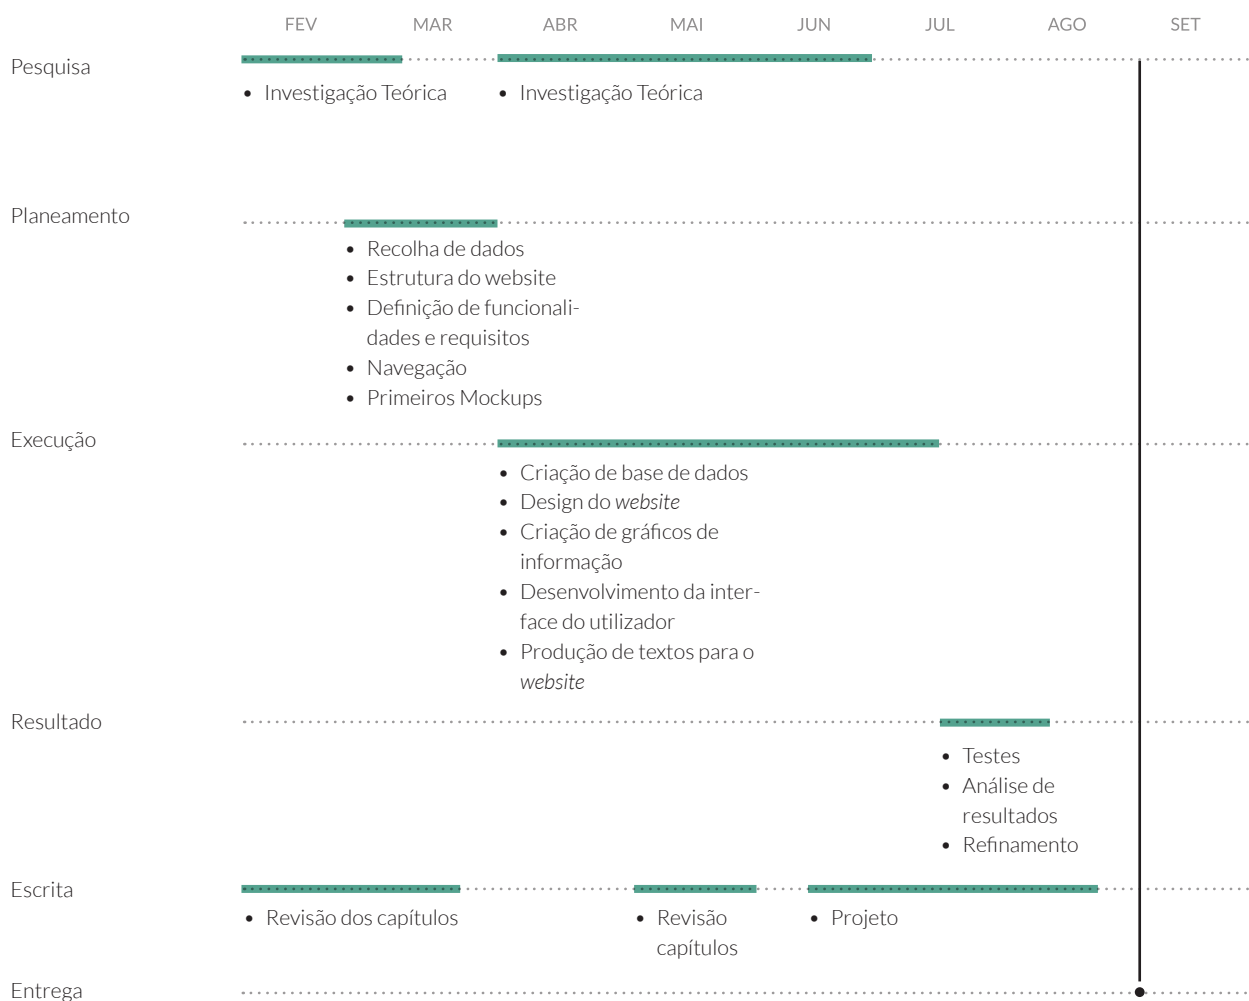 FEV MAR ABR MAI JUN JUL AGO SET
Pesquisa
• Investigação Teórica • Investigação Teórica
Planeamento
• Recolha de dados
• Estrutura do website
• Definição de funcionali-
dades e requisitos
• Navegação
• Primeiros Mockups
Execução
• Criação de base de dados
• Design do website
• Criação de gráficos de
informação
• Desenvolvimento da inter-
face do utilizador
• Produção de textos para o
website
Resultado
• Testes
• Análise de
resultados
• Refinamento
Escrita
• Revisão dos capítulos • Revisão • Projeto
capítulos
Entrega